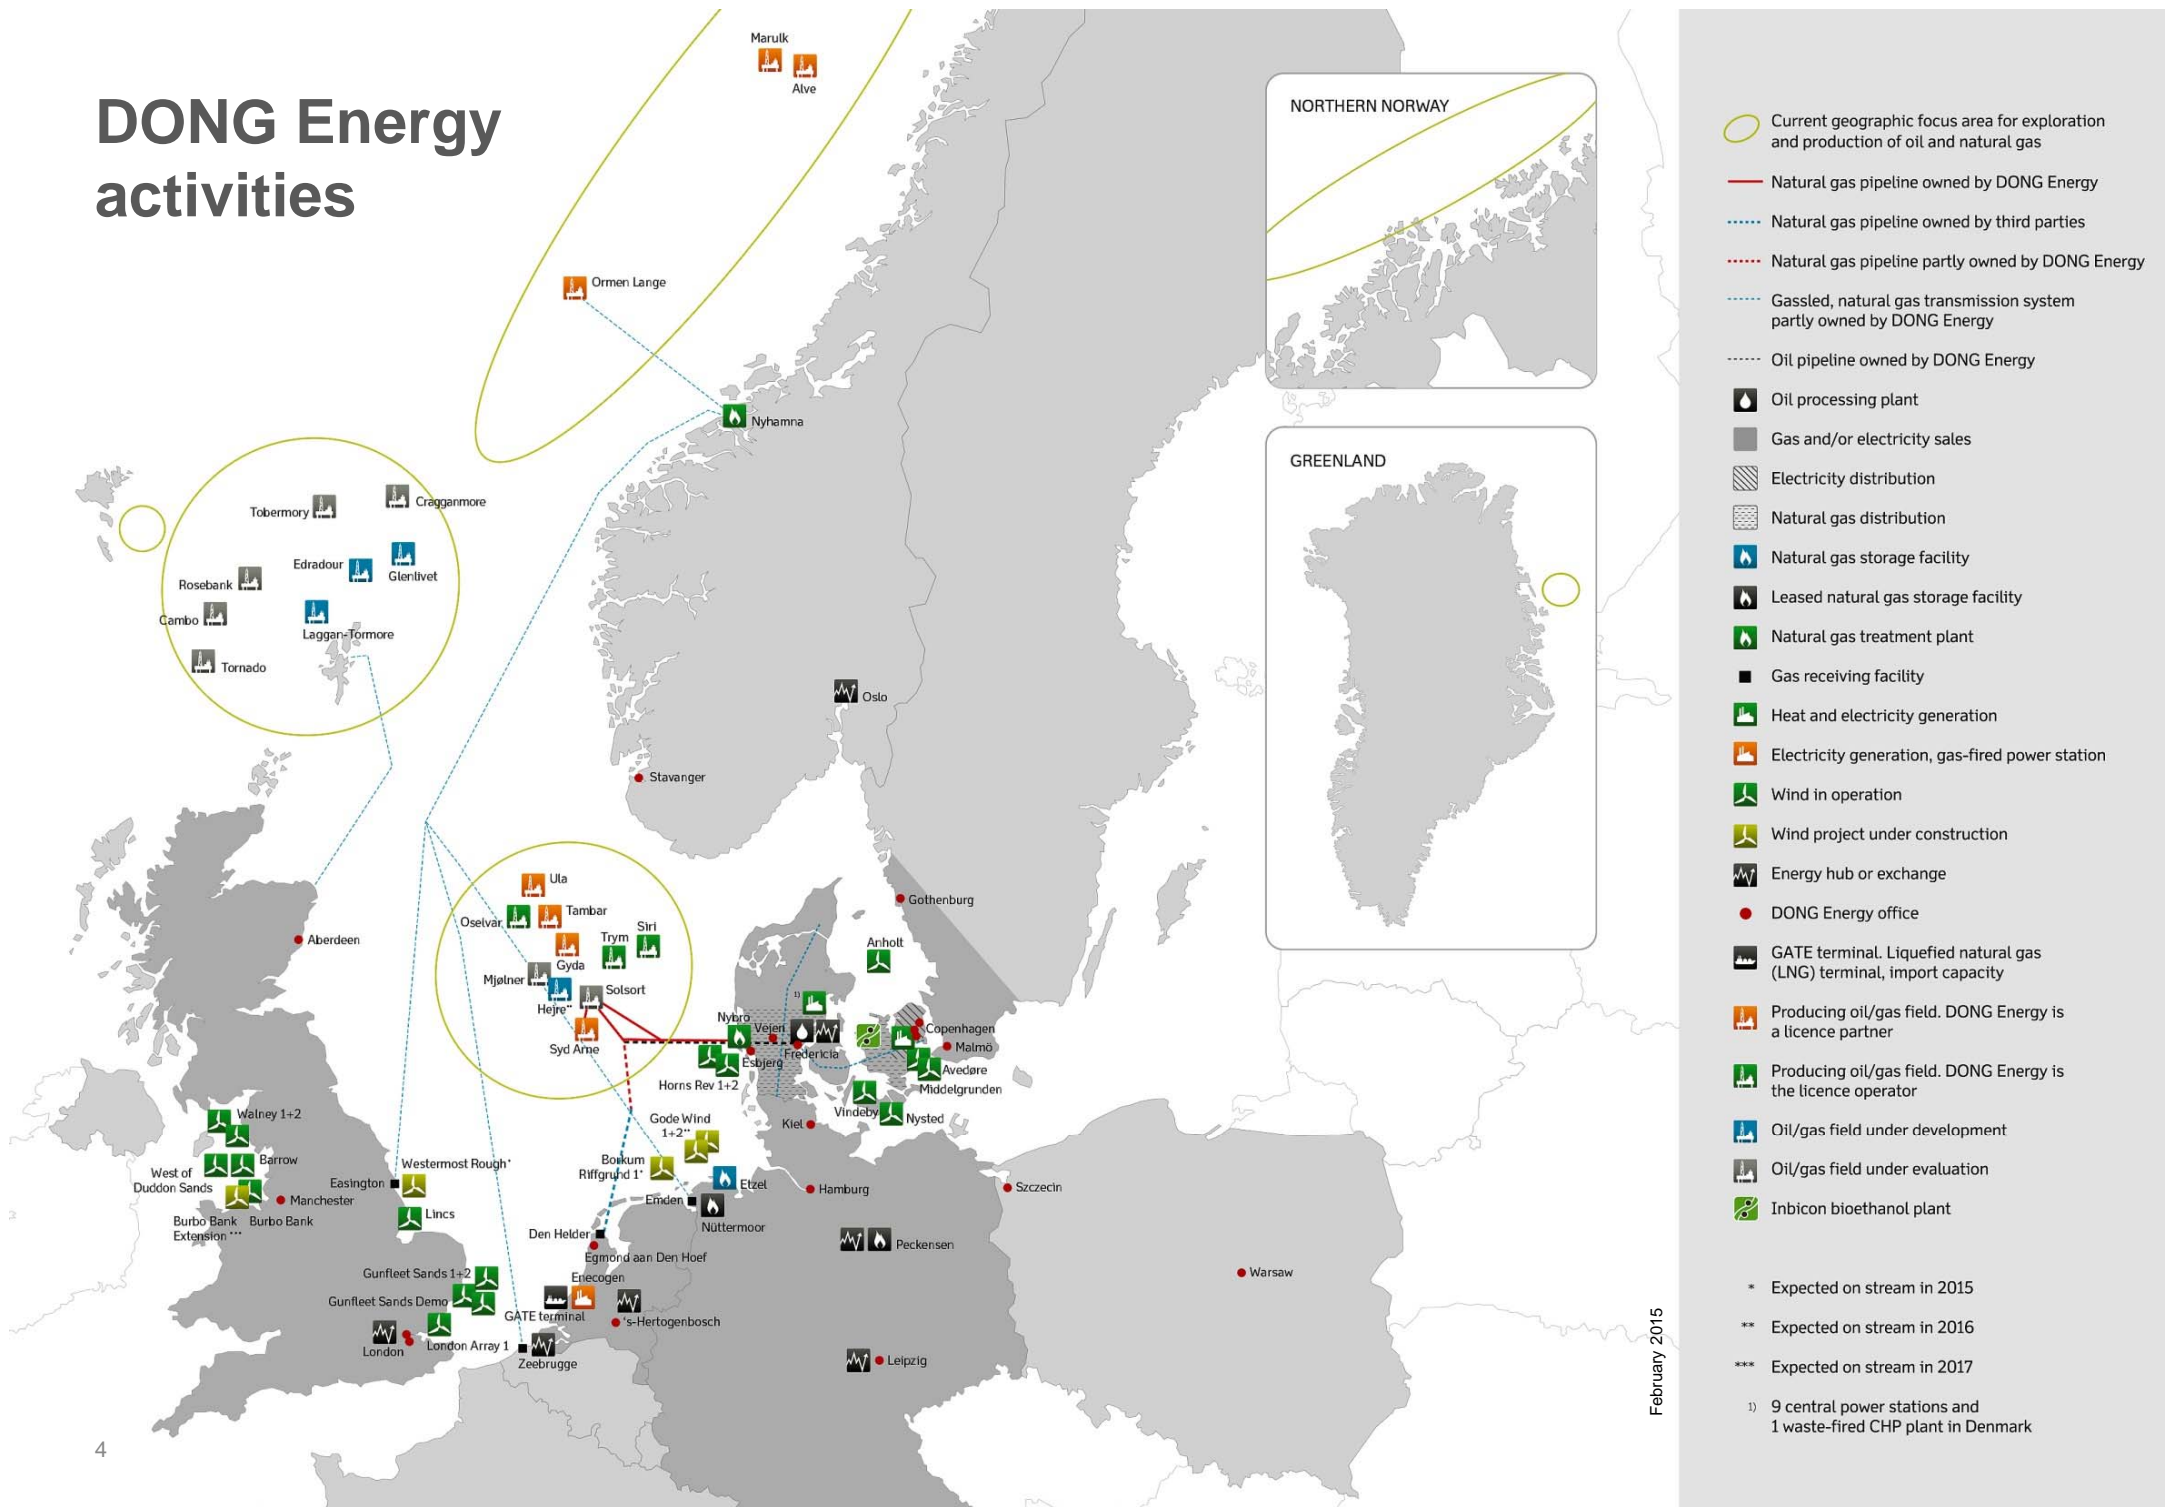 DONG Energy
activities
Marulk
Alve
Ormen Lange
Nyhamna
Tobermory
Cragganmore
Edradour
Glenlivet
Rosebank
Cambo
Laggan-Tormore
Tornado
Oslo
Stavanger
Ula
Oselvar
Tambar
Trym
Siri
Gyda
Mjølner
Hejre**
Solsort
Syd Arne
Gothenburg
Aberdeen
Anholt
1)
Nybro
Vejen
Fredericia
Esbjerg
Copenhagen
Malmö
Avedøre
Middelgrunden
Horns Rev 1+2
Vindeby
Nysted
Kiel
Gode Wind
1+2**
Borkum
Riffgrund 1*
Etzel
Emden
Nüttermoor
Hamburg
Szczecin
Walney 1+2
Barrow
West of
Duddon Sands
Manchester
Burbo Bank
Extension ***
Burbo Bank
Westermost Rough*
Easington
Lincs
Den Helder
Egmond aan Den Hoef
Peckensen
Warsaw
Gunfleet Sands 1+2
Gunfleet Sands Demo
Enecogen
GATE terminal
's-Hertogenbosch
London
London Array 1
Zeebrugge
Leipzig
NORTHERN NORWAY
GREENLAND
February 2015
4
Current geographic focus area for exploration
and production of oil and natural gas
Natural gas pipeline owned by DONG Energy
Natural gas pipeline owned by third parties
Natural gas pipeline partly owned by DONG Energy
Gassled, natural gas transmission system
partly owned by DONG Energy
Oil pipeline owned by DONG Energy
Oil processing plant
Gas and/or electricity sales
Electricity distribution
Natural gas distribution
Natural gas storage facility
Leased natural gas storage facility
Natural gas treatment plant
Gas receiving facility
Heat and electricity generation
Electricity generation, gas-fired power station
Wind in operation
Wind project under construction
Energy hub or exchange
DONG Energy office
GATE terminal. Liquefied natural gas
(LNG) terminal, import capacity
Producing oil/gas field. DONG Energy is
a licence partner
Producing oil/gas field. DONG Energy is
the licence operator
Oil/gas field under development
Oil/gas field under evaluation
Inbicon bioethanol plant
* Expected on stream in 2015
** Expected on stream in 2016
*** Expected on stream in 2017
1) 9 central power stations and
1 waste-fired CHP plant in Denmark